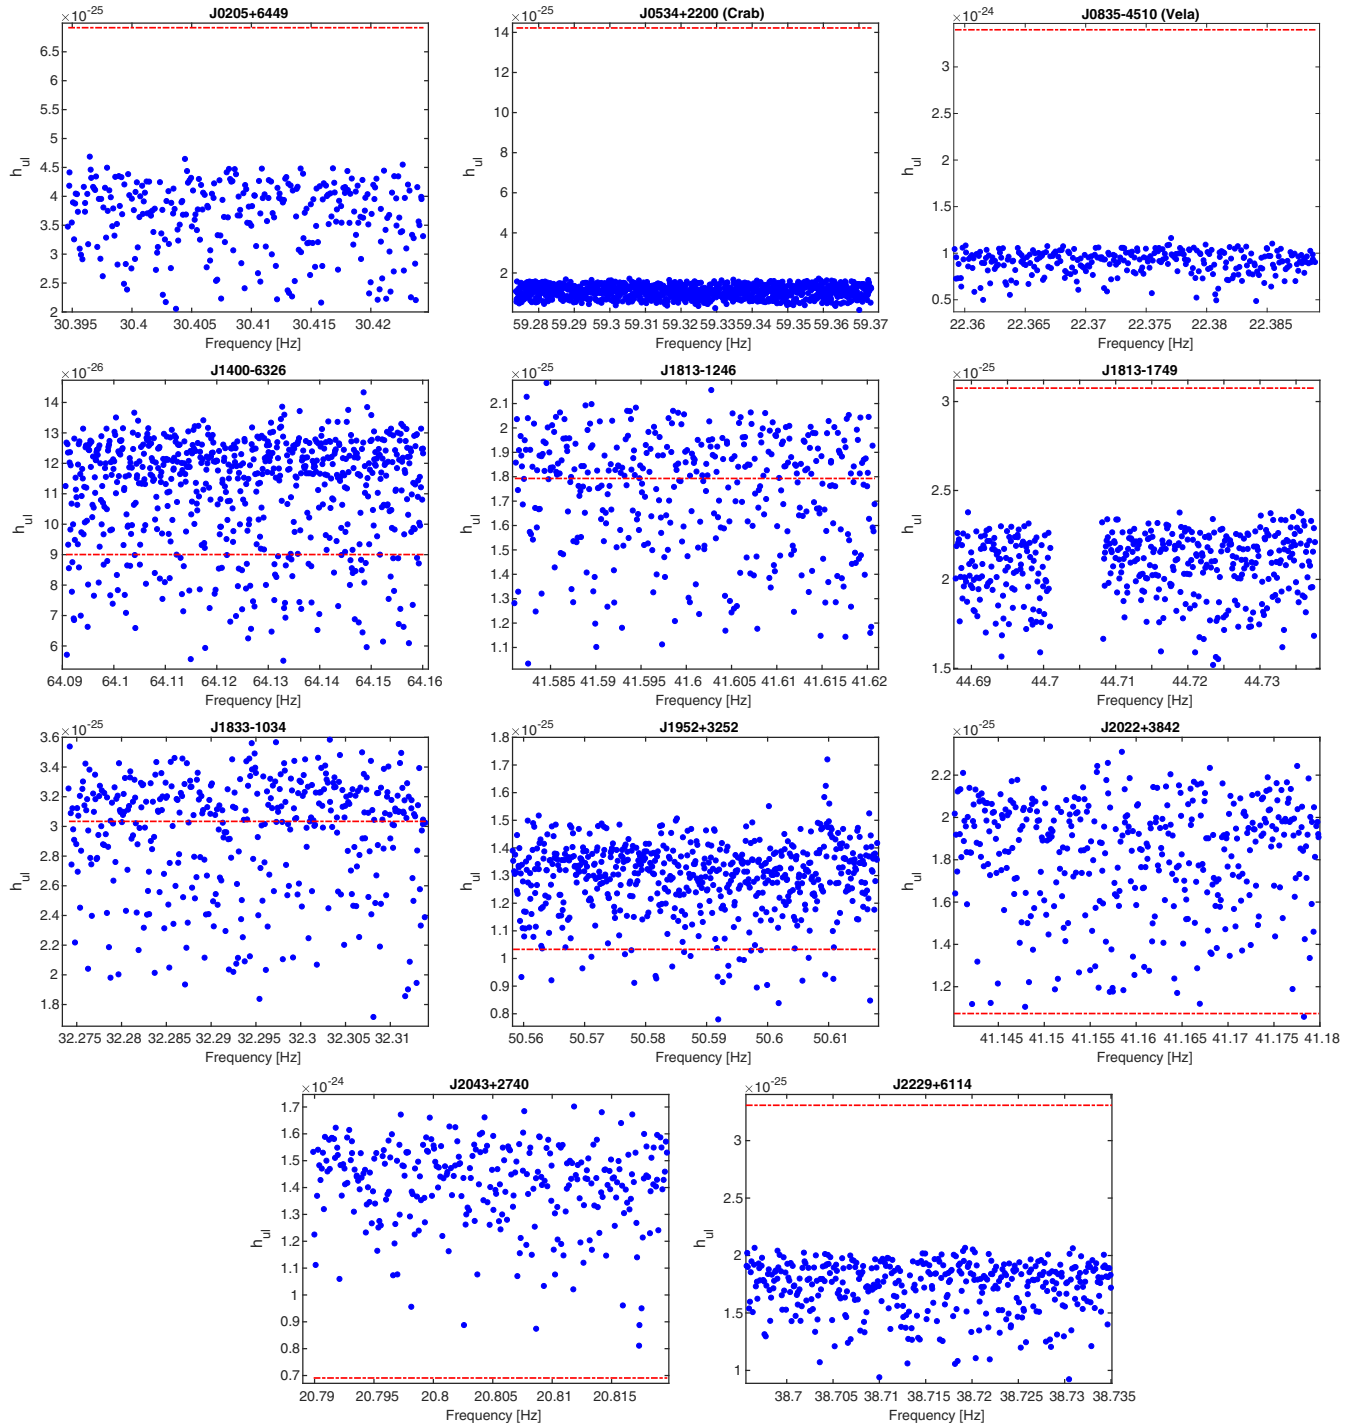 J0205+6449
×10-25
6.5
6
5.5
5
4.5
4
3.5
3
2.5
2
hul
30.395 30.4 30.405 30.41 30.415 30.42
Frequency [Hz]
J0534+2200 (Crab)
×10-25
14
12
10
8
6
4
2
hul
59.28 59.29 59.3 59.31 59.32 59.33 59.34 59.35 59.36 59.37
Frequency [Hz]
J0835-4510 (Vela)
×10-24
3
2.5
2
1.5
1
0.5
hul
22.36 22.365 22.37 22.375 22.38 22.385
Frequency [Hz]
J1400-6326
×10-26
14
13
12
11
10
9
8
7
6
hul
64.09 64.1 64.11 64.12 64.13 64.14 64.15 64.16
Frequency [Hz]
J1813-1246
×10-25
2.1
2
1.9
1.8
1.7
1.6
1.5
1.4
1.3
1.2
1.1
hul
41.585 41.59 41.595 41.6 41.605 41.61 41.615 41.62
Frequency [Hz]
J1813-1749
×10-25
3
2.5
2
1.5
hul
44.69 44.7 44.71 44.72 44.73
Frequency [Hz]
J1833-1034
×10-25
3.6
3.4
3.2
3
2.8
2.6
2.4
2.2
2
1.8
hul
32.275 32.28 32.285 32.29 32.295 32.3 32.305 32.31
Frequency [Hz]
J1952+3252
×10-25
1.8
1.7
1.6
1.5
1.4
1.3
1.2
1.1
1
0.9
0.8
hul
50.56 50.57 50.58 50.59 50.6 50.61
Frequency [Hz]
J2022+3842
×10-25
2.2
2
1.8
1.6
1.4
1.2
hul
41.145 41.15 41.155 41.16 41.165 41.17 41.175 41.18
Frequency [Hz]
J2043+2740
×10-24
1.7
1.6
1.5
1.4
1.3
1.2
1.1
1
0.9
0.8
0.7
hul
20.79 20.795 20.8 20.805 20.81 20.815
Frequency [Hz]
J2229+6114
×10-25
3
2.5
2
1.5
1
hul
38.7 38.705 38.71 38.715 38.72 38.725 38.73 38.735
Frequency [Hz]